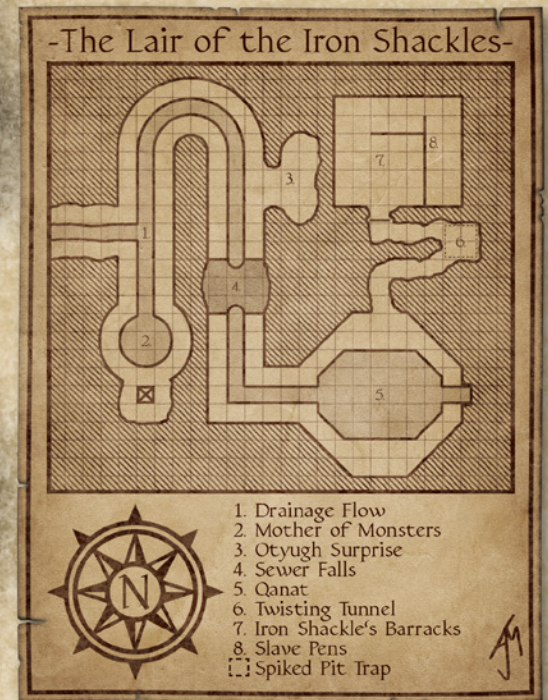 -The Lair of the Iron Shackles-
8.
7.
3.
1
6.
4.
2
5.
1. Drainage Flow
2. Mother of Monsters
3. Otyugh Surprise
4. Sewer Falls
5. Qanat
6. Twisting Tunnel
7. Iron Shackle's Barracks
8. Slave Pens
Spiked Pit Trap
N